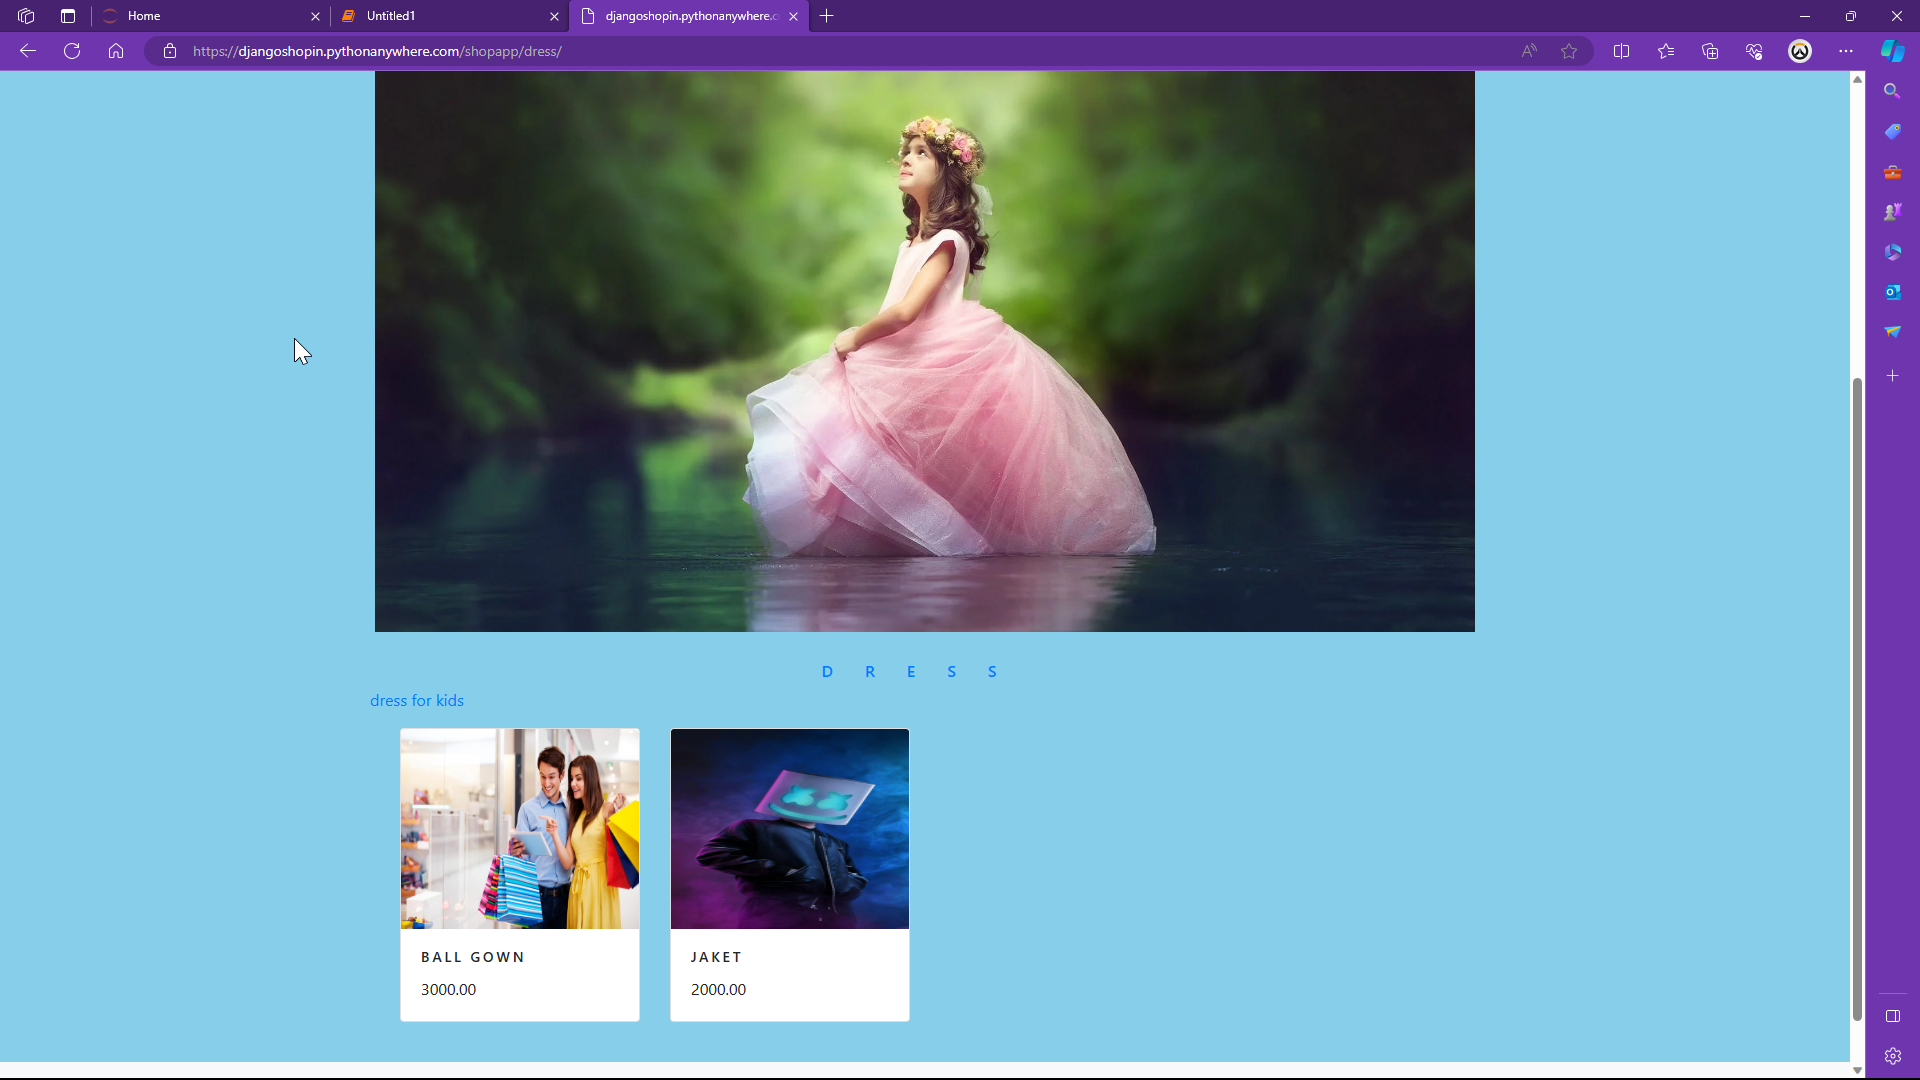 Home
Untitled1
djangoshopin.pythonanywhere.c
https://djangoshopin.pythonanywhere.com/shopapp/dress/
D R E S S
dress for kids
BALL GOWN
JAKET
3000.00
2000.00